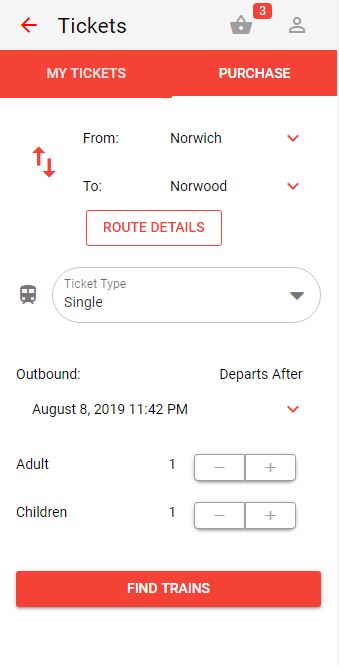 Tickets
3
MY TICKETS PURCHASE
From: Norwich
To: Norwood
ROUTE DETAILS
Ticket Type
Single
Outbound: Departs After
August 8, 2019 11:42 PM
Adult 1 − +
Children 1 − +
FIND TRAINS